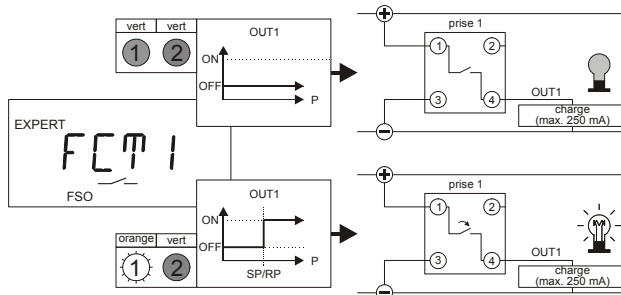 vert vert
1 2
OUT1
ON
OFF
P
prise 1
1 2
3 4
OUT1
charge
(max. 250 mA)
EXPERT
FCT1
FSO
OUT1
ON
OFF
P
SP/RP
orange vert
1 2
prise 1
1 2
3 4
OUT1
charge
(max. 250 mA)